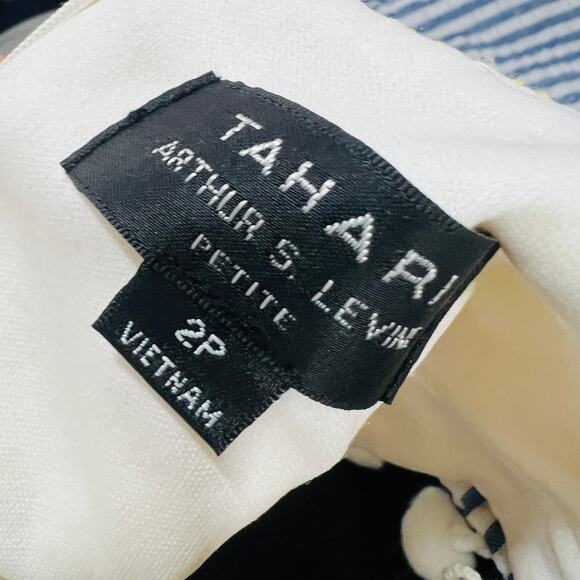 TAHARI
ARTHUR S. LEVINE
PETITE
2P
VIETNAM